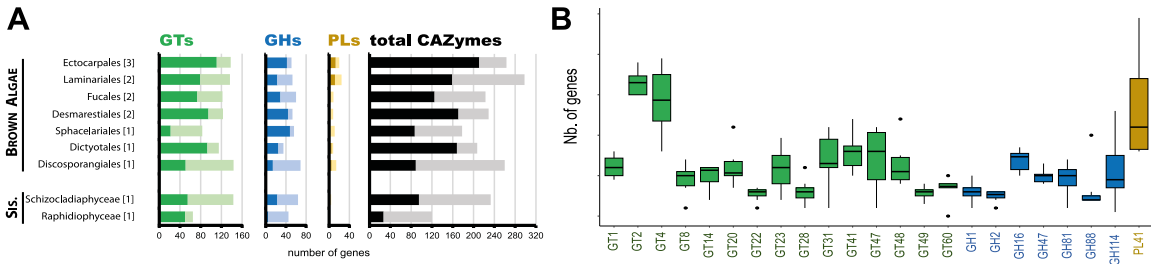 A
GTs GHs PLs total CAZymes
BROWN ALGAE
Ectocarpales [3]
Laminariales [2]
Fucales [2]
Desmarestiales [2]
Sphacelariales [1]
Dictyotales [1]
Discosporangiales [1]
SIS.
Schizocladiaphyceae [1]
Raphidiophyceae [1]
0 40 80 120 160 0 40 80 0 40 0 40 80 120 160 200 240 280 320
number of genes
B
Nb. of genes
GT1
GT2
GT4
GT8
GT14
GT20
GT22
GT23
GT28
GT31
GT41
GT47
GT48
GT49
GT60
GH1
GH2
GH16
GH47
GH81
GH88
GH114
PL41